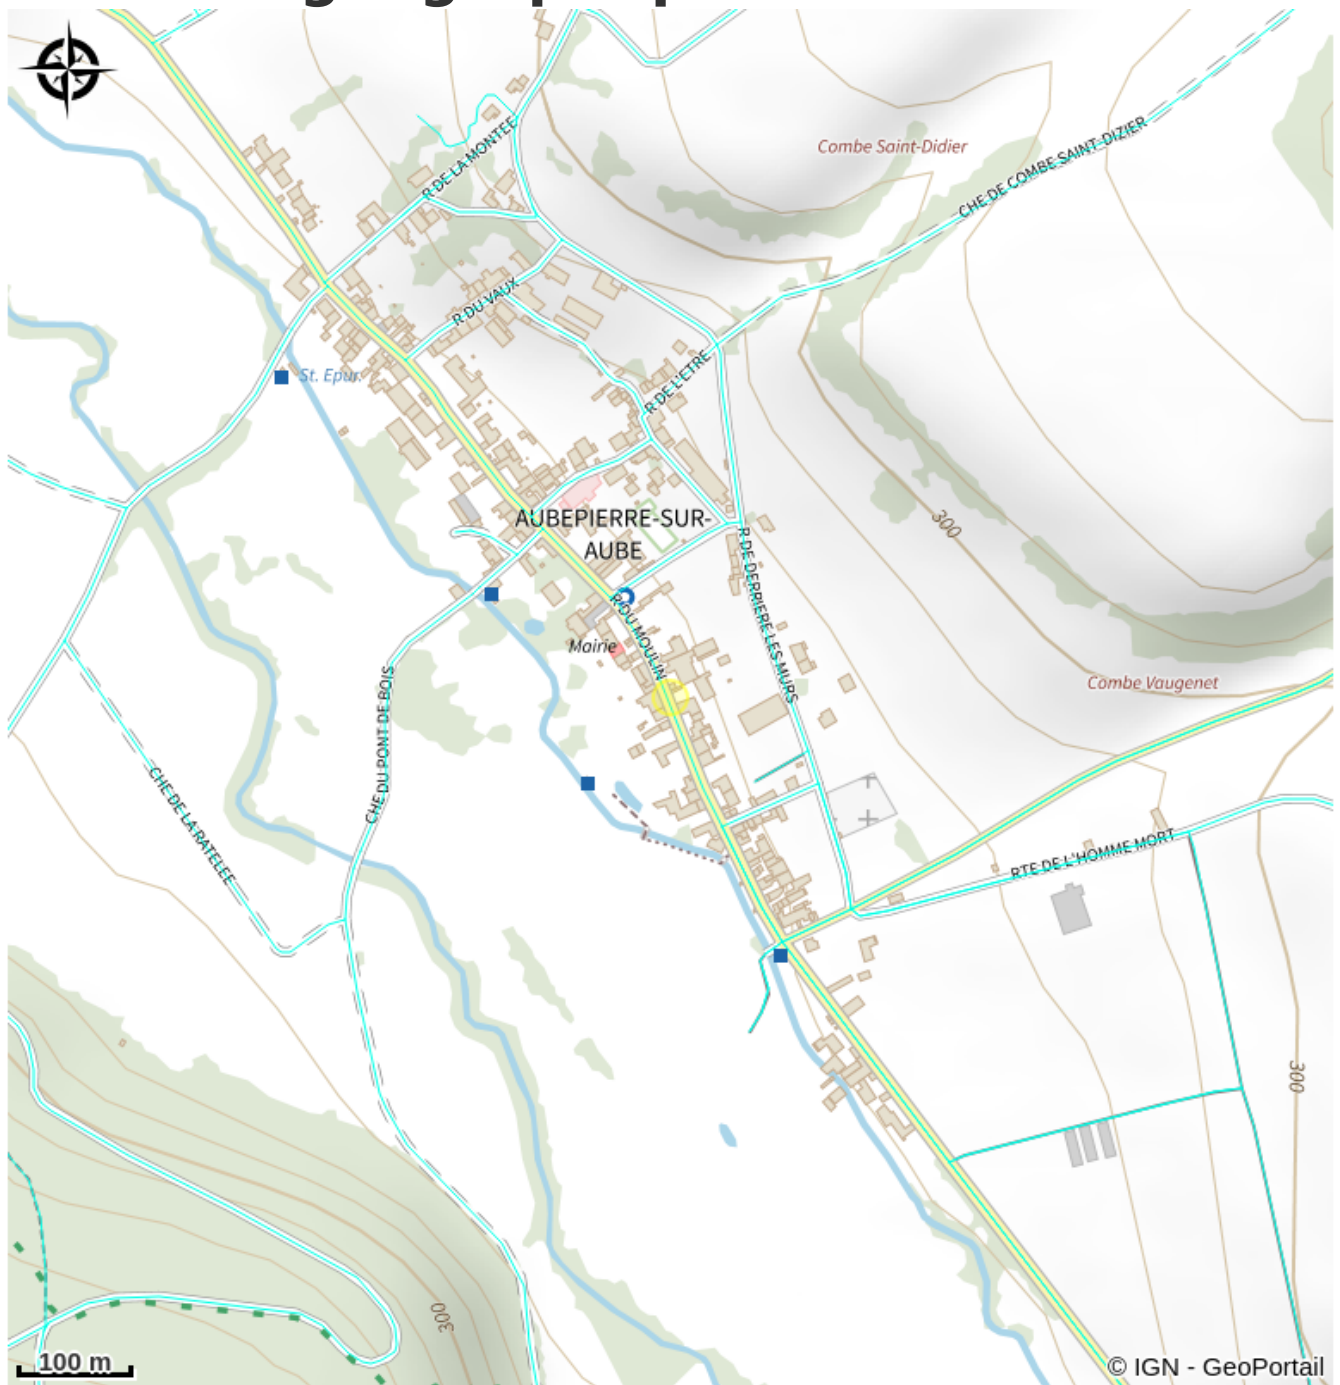 Combe Saint-Didier
CHE DE COMBE SAINT-DIZIER
R DE LA MONTEE
R DU VAUX
St. Epur.
R DE L'ETRE
AUBEPIERRE-SUR-
AUBE
300
R DU MOULIN
Mairie
R DE DERRIERE LES MURS
CHE DU PONT DE BOIS
Combe Vaugenet
CHE DE LA RATELEE
RTE DE L'HOMME MORT
300
300
100 m
© IGN - GeoPortail